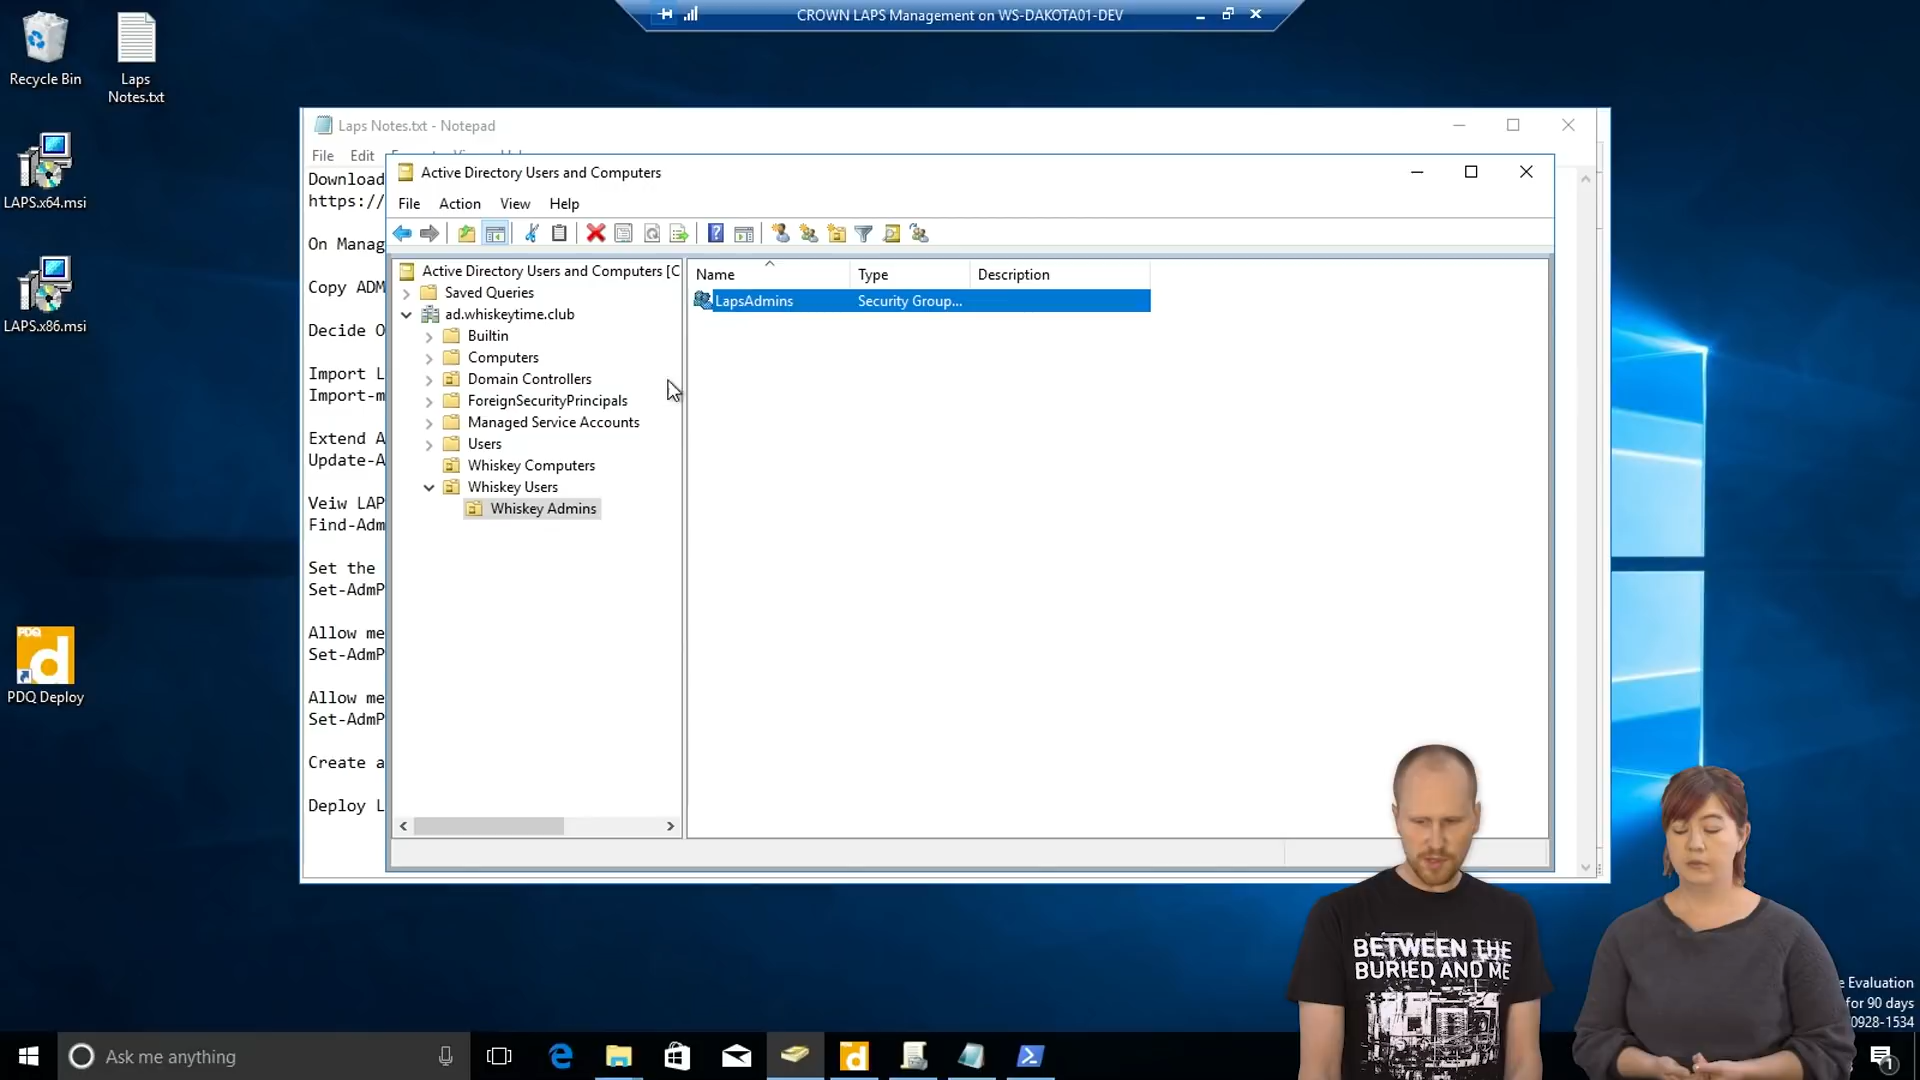 CROWN LAPS Management on WS-DAKOTA01-DEV
Recycle Bin
Laps
Notes.txt
LAPS.x64.msi
LAPS.x86.msi
PDQ
PDQ Deploy
Laps Notes.txt - Notepad
File Edit
Download
https://
On Manag
Copy ADM
Decide O
Import L
Import-m
Extend A
Update-A
Veiw LAP
Find-Adm
Set the
Set-AdmP
Allow me
Set-AdmP
Allow me
Set-AdmP
Create a
Deploy L
Active Directory Users and Computers
File Action View Help
Active Directory Users and Computers [C
Saved Queries
ad.whiskeytime.club
Builtin
Computers
Domain Controllers
ForeignSecurityPrincipals
Managed Service Accounts
Users
Whiskey Computers
Whiskey Users
Whiskey Admins
Name Type Description
LapsAdmins Security Group...
BETWEEN THE
BURIED AND ME
e Evaluation
for 90 days
0928-1534
Ask me anything
1